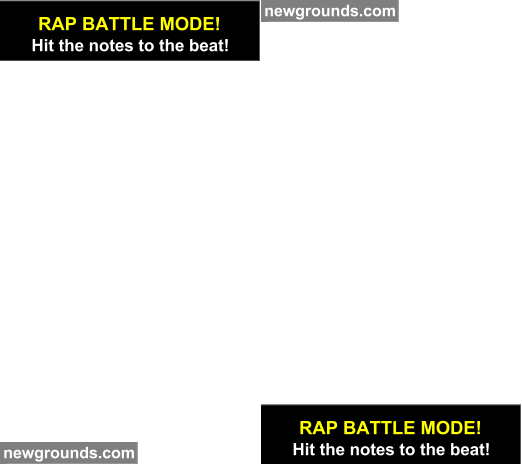 RAP BATTLE MODE!
Hit the notes to the beat!
newgrounds.com
newgrounds.com
RAP BATTLE MODE!
Hit the notes to the beat!